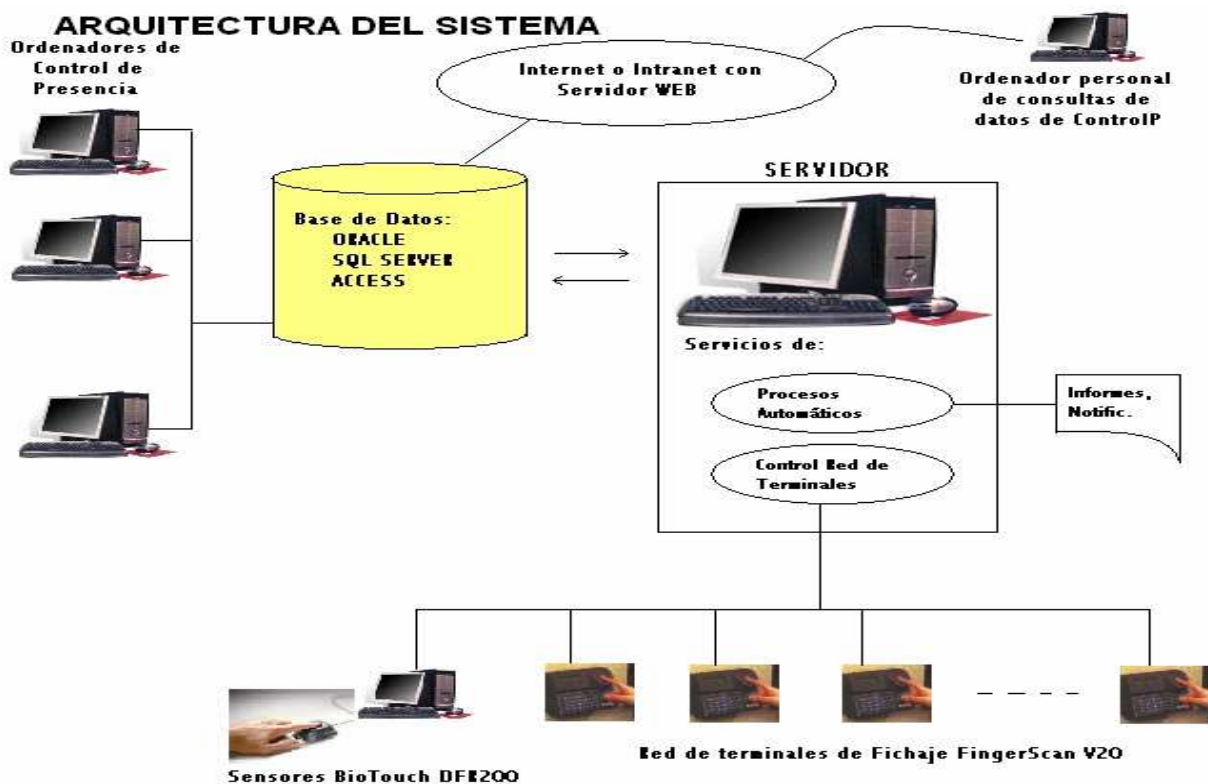 ARQUITECTURA DEL SISTEMA
Ordenadores de
Control de
Presencia
Internet o Intranet con
Servidor WEB
Ordenador personal
de consultas de
datos de ControlP
SERVIDOR
Base de Datos:
ORACLE
SQL SERVER
ACCESS
Servicios de:
Procesos
Automáticos
Informes,
Notific.
Control Red de
Terminales
Red de terminales de Fichaje FingerScan V20
Sensores BioTouch DFR200